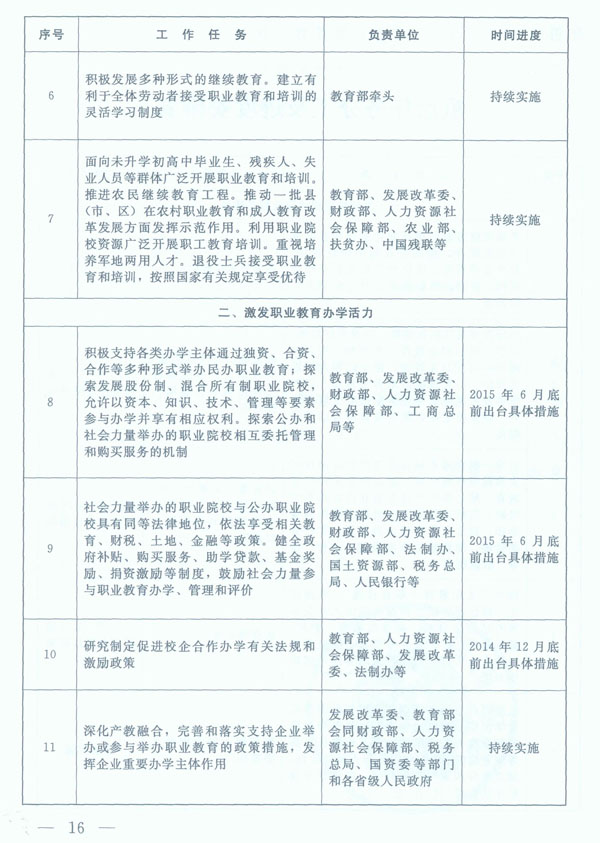 序号 工作任务 负责单位 时间进度
6
积极发展多种形式的继续教育。建立有
利于全体劳动者接受职业教育和培训的
灵活学习制度
教育部牵头
持续实施
7
面向未升学初高中毕业生、残疾人、失
业人员等群体广泛开展职业教育和培训。
推进农民继续教育工程。推动一批县
（市、区）在农村职业教育和成人教育改
革发展方面发挥示范作用。利用职业院
校资源广泛开展职工教育培训。重视培
养军地两用人才。退役士兵接受职业教
育和培训，按照国家有关规定享受优待
教育部、发展改革委、
财政部、人力资源社
会保障部、农业部、
扶贫办、中国残联等
持续实施
二、激发职业教育办学活力
8
积极支持各类办学主体通过独资、合资、
合作等多种形式举办民办职业教育；探
索发展股份制、混合所有制职业院校，
允许以资本、知识、技术、管理等要素
参与办学并享有相应权利。探索公办和
社会力量举办的职业院校相互委托管理
和购买服务的机制
教育部、发展改革委、
财政部、人力资源社
会保障部、工商总
局等
2015年6月底
前出台具体措施
9
社会力量举办的职业院校与公办职业院
校具有同等法律地位，依法享受相关教
育、财税、土地、金融等政策。健全政
府补贴、购买服务、助学贷款、基金奖
励、捐资激励等制度，鼓励社会力量参
与职业教育办学、管理和评价
教育部、发展改革委、
财政部、人力资源社
会保障部、法制办、
国土资源部、税务总
局、人民银行等
2015年6月底
前出台具体措施
10
研究制定促进校企合作办学有关法规和
激励政策
教育部、人力资源社
会保障部、发展改革
委、法制办等
2014年12月底
前出台具体措施
11
深化产教融合，完善和落实支持企业举
办或参与举办职业教育的政策措施，发
挥企业重要办学主体作用
发展改革委、教育部
会同财政部、人力资
源社会保障部、税务
总局、国资委等部门
和各省级人民政府
持续实施
— 16 —